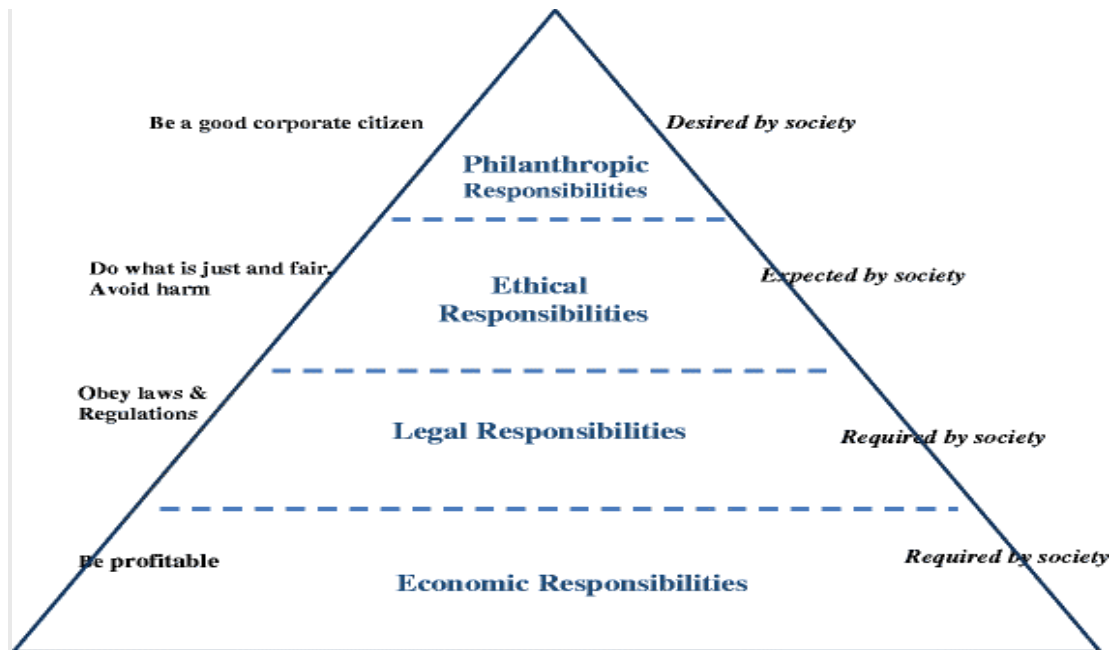 Be a good corporate citizen
Desired by society
Philanthropic
Responsibilities
Do what is just and fair,
Avoid harm
Expected by society
Ethical
Responsibilities
Obey laws &
Regulations
Legal Responsibilities
Required by society
Be profitable
Required by society
Economic Responsibilities